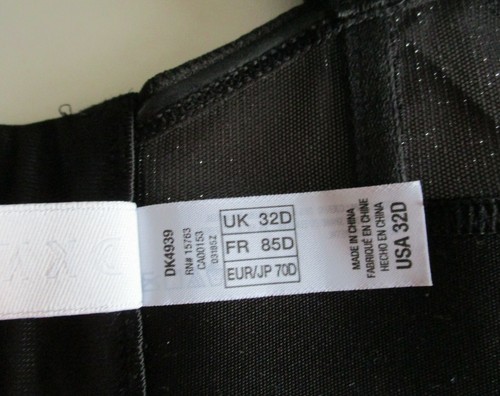 DK4939
RN# 15763
CA00153
03185Z
UK 32D
FR 85D
EUR/JP 70D
MADE IN CHINA
FABRIQUÉ EN CHINE
HECHO EN CHINA
USA 32D